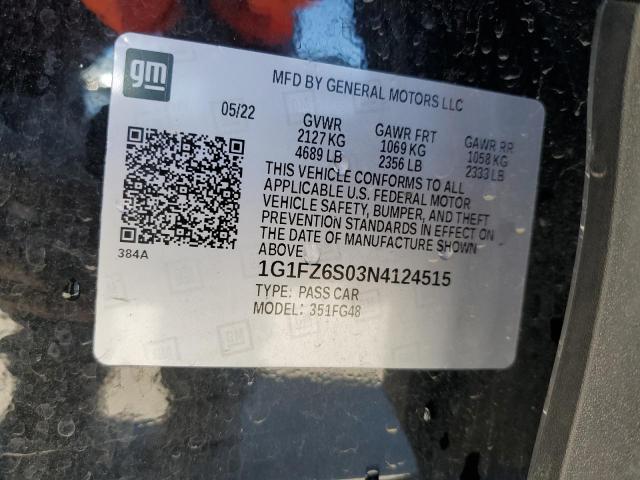 gm
MFD BY GENERAL MOTORS LLC
05/22
GVWR GAWR FRT GAWR RR
2127 KG 1069 KG 1058 KG
4689 LB 2356 LB 2333 LB
THIS VEHICLE CONFORMS TO ALL
APPLICABLE U.S. FEDERAL MOTOR
VEHICLE SAFETY, BUMPER, AND THEFT
PREVENTION STANDARDS IN EFFECT ON
THE DATE OF MANUFACTURE SHOWN
ABOVE
384A
1G1FZ6S03N4124515
TYPE: PASS CAR
MODEL: 351FG48